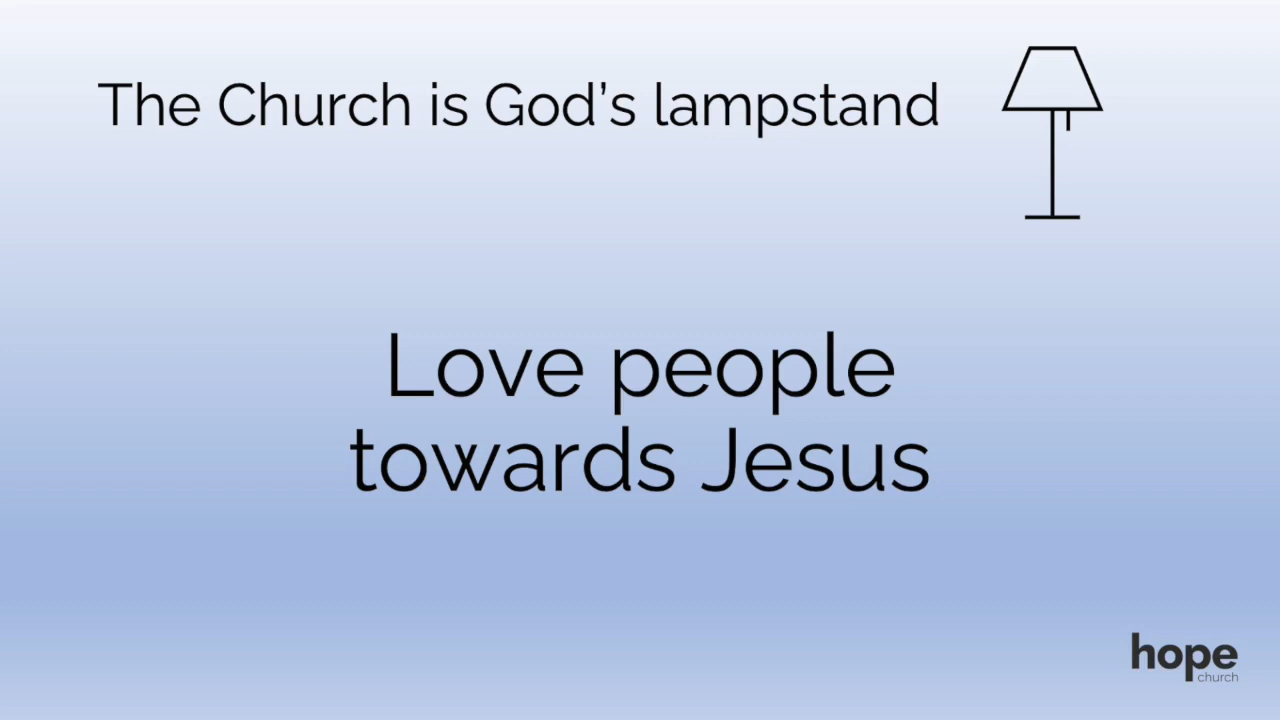 The Church is God’s lampstand
Love people
towards Jesus
hope
church